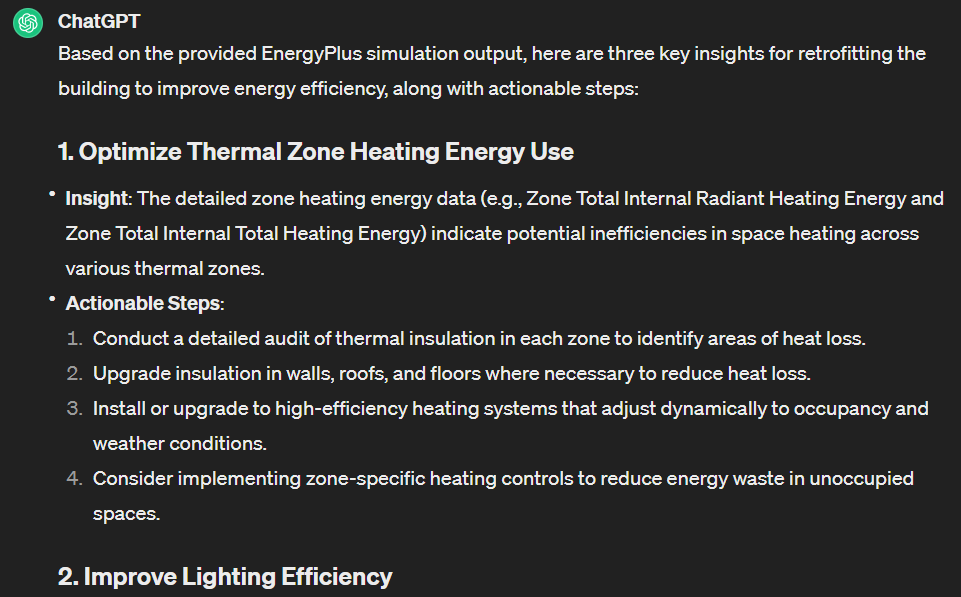 ChatGPT
Based on the provided EnergyPlus simulation output, here are three key insights for retrofitting the
building to improve energy efficiency, along with actionable steps:
1. Optimize Thermal Zone Heating Energy Use
• Insight: The detailed zone heating energy data (e.g., Zone Total Internal Radiant Heating Energy and
Zone Total Internal Total Heating Energy) indicate potential inefficiencies in space heating across
various thermal zones.
• Actionable Steps:
1. Conduct a detailed audit of thermal insulation in each zone to identify areas of heat loss.
2. Upgrade insulation in walls, roofs, and floors where necessary to reduce heat loss.
3. Install or upgrade to high-efficiency heating systems that adjust dynamically to occupancy and
weather conditions.
4. Consider implementing zone-specific heating controls to reduce energy waste in unoccupied
spaces.
2. Improve Lighting Efficiency